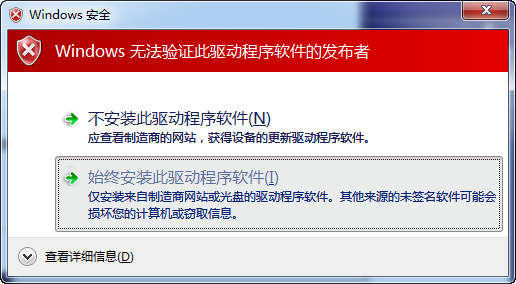 Windows 安全
Windows 无法验证此驱动程序软件的发布者
不安装此驱动程序软件(N)
应查看制造商的网站，获得设备的更新驱动程序软件。
始终安装此驱动程序软件(I)
仅安装来自制造商网站或光盘的驱动程序软件。其他来源的未签名软件可能会
损坏您的计算机或窃取信息。
查看详细信息(D)